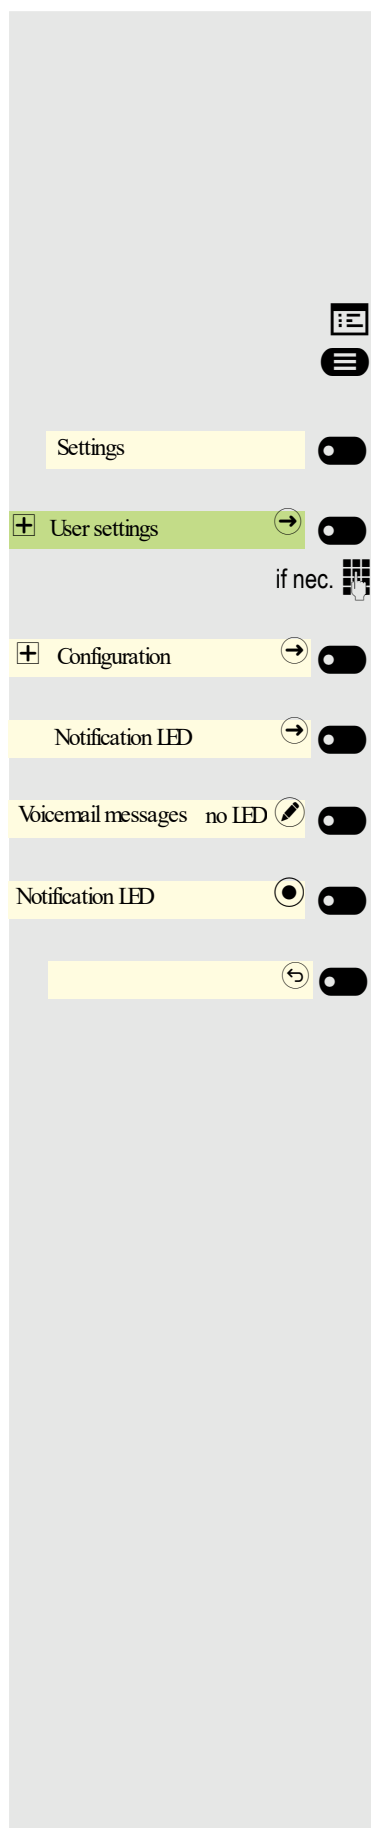 Settings
User settings
if nec.
Configuration
Notification LED
Voicemail messages no LED
Notification LED